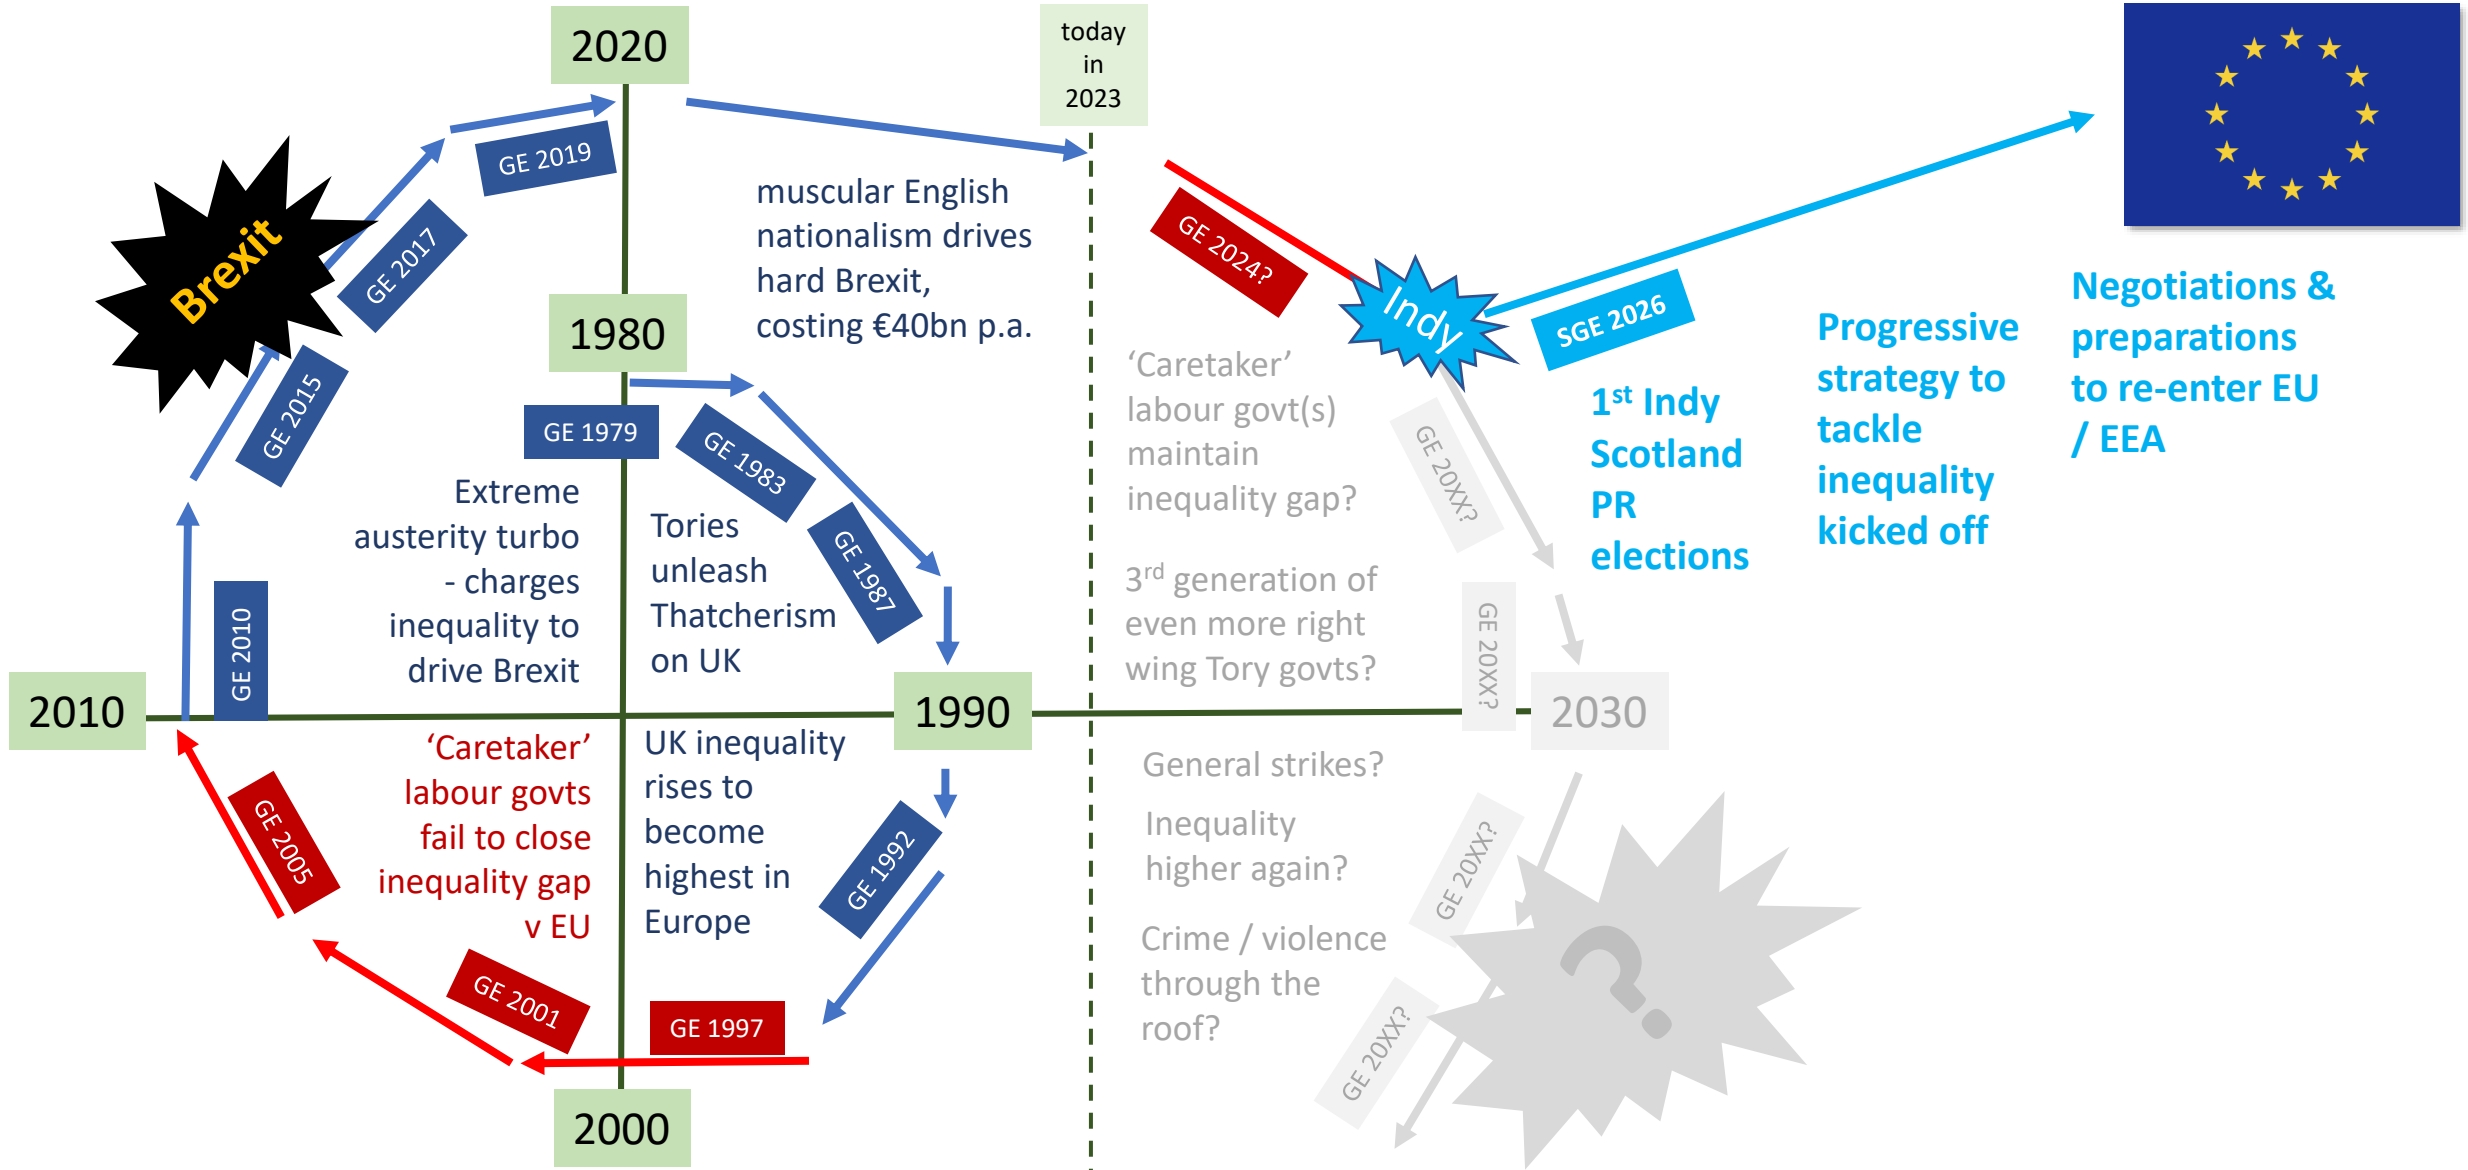 2020
today
in
2023
GE 2019
Brexit
GE 2017
GE 2015
GE 2010
2010
muscular English
nationalism drives
hard Brexit,
costing €40bn p.a.
1980
GE 1979
GE 1983
GE 1987
Extreme
austerity turbo
- charges
inequality to
drive Brexit
Tories
unleash
Thatcherism
on UK
1990
'Caretaker'
labour govts
fail to close
inequality gap
v EU
UK inequality
rises to
become
highest in
Europe
GE 1992
GE 2005
GE 2001
GE 1997
2000
GE 2024?
Indy
SGE 2026
'Caretaker'
labour govt(s)
maintain
inequality gap?
3rd generation of
even more right
wing Tory govts?
GE 20XX?
GE 20XX?
2030
1st Indy
Scotland
PR
elections
Progressive
strategy to
tackle
inequality
kicked off
Negotiations &
preparations
to re-enter EU
/ EEA
General strikes?
Inequality
higher again?
Crime / violence
through the
roof?
GE 20XX?
GE 20XX?
?